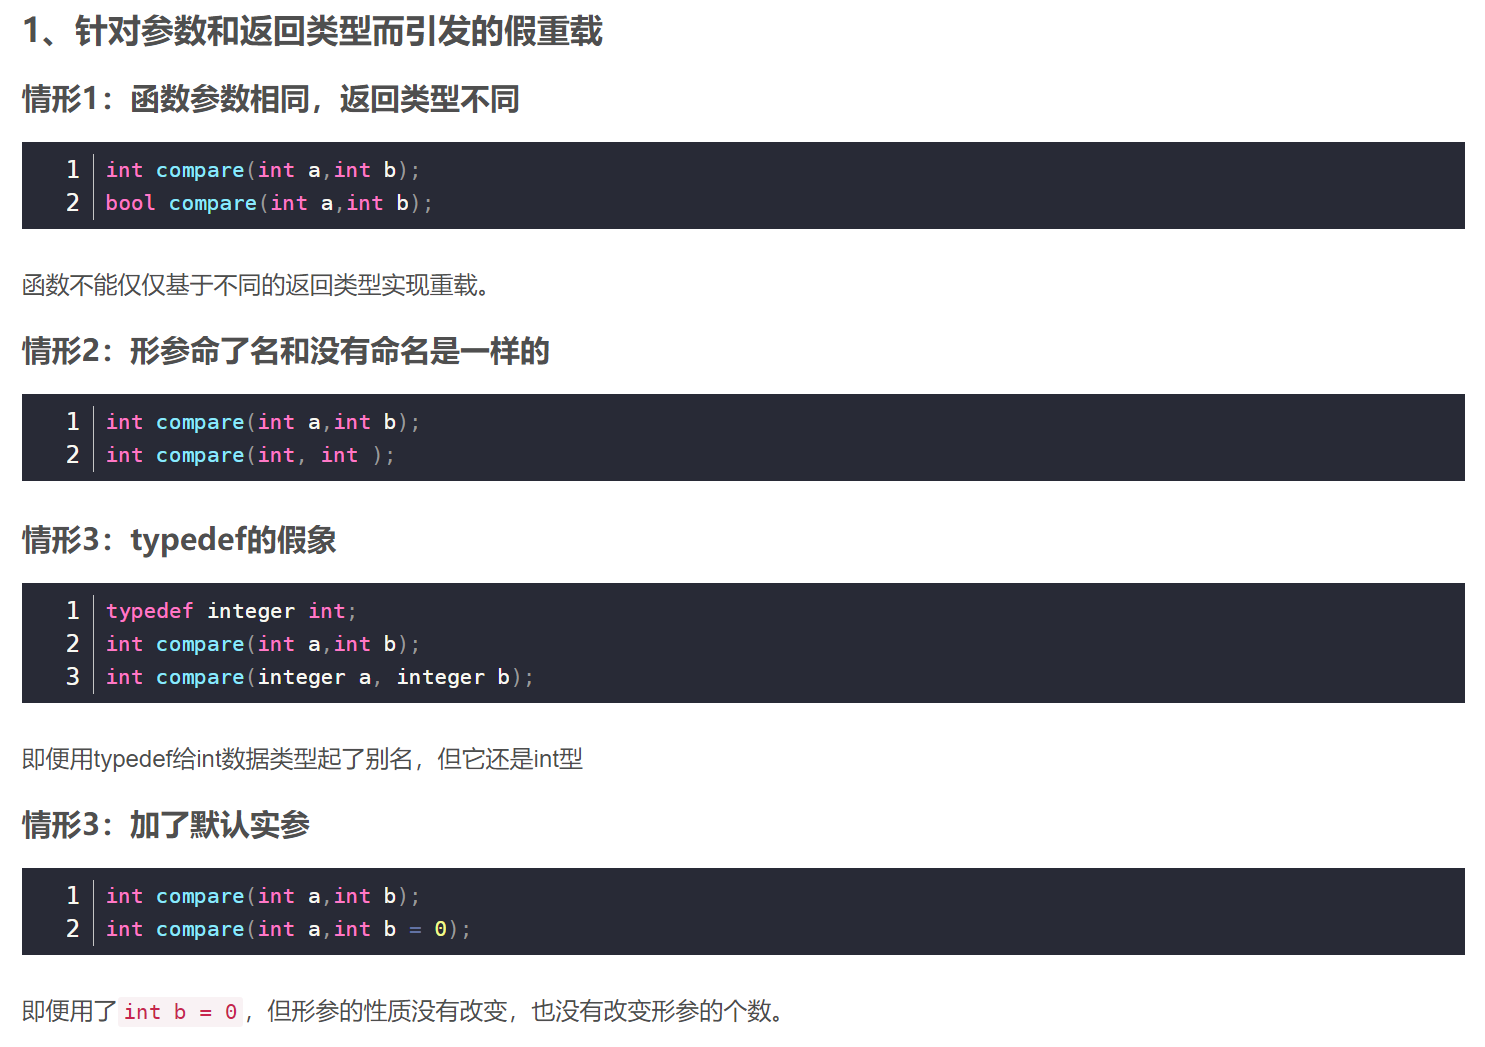 1、针对参数和返回类型而引发的假重载
情形1：函数参数相同，返回类型不同
1 int compare(int a,int b);
2 bool compare(int a,int b);
函数不能仅仅基于不同的返回类型实现重载。
情形2：形参命了名和没有命名是一样的
1 int compare(int a,int b);
2 int compare(int, int );
情形3：typedef的假象
1 typedef integer int;
2 int compare(int a,int b);
3 int compare(integer a, integer b);
即便用typedef给int数据类型起了别名，但它还是int型
情形3：加了默认实参
1 int compare(int a,int b);
2 int compare(int a,int b = 0);
即便用了int b = 0，但形参的性质没有改变，也没有改变形参的个数。